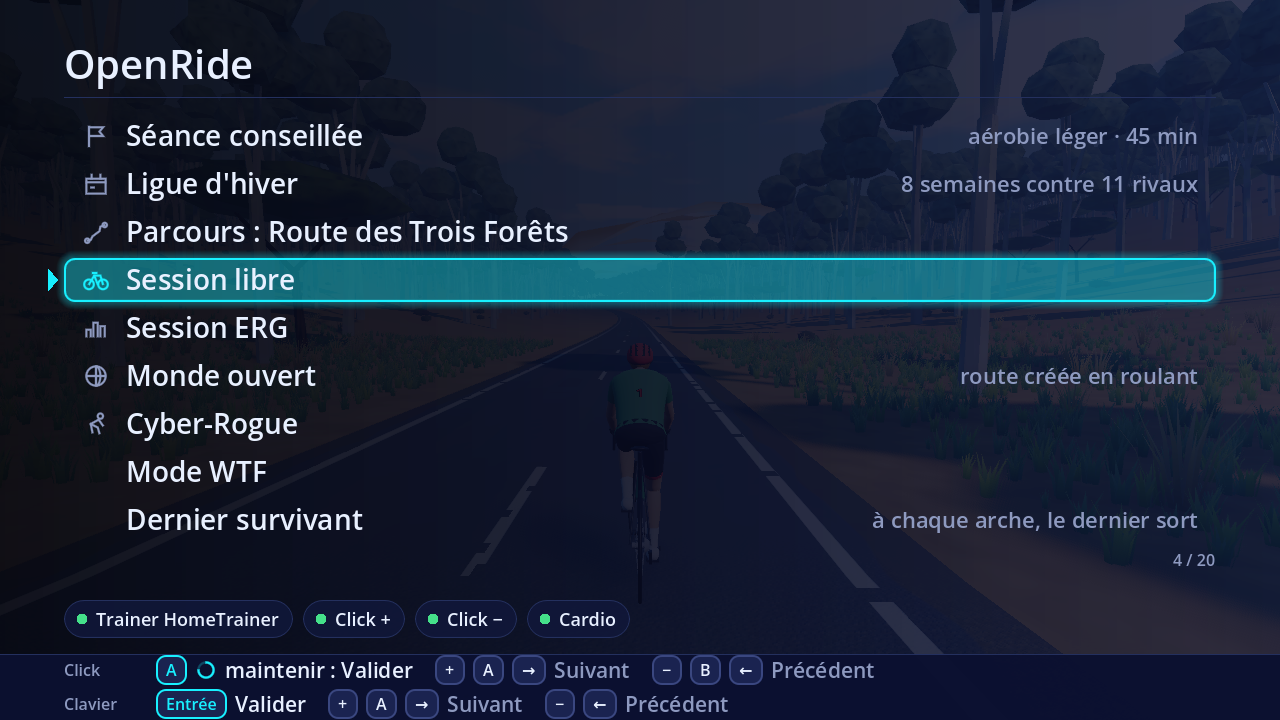 OpenRide
Séance conseillée aérobie léger · 45 min
Ligue d'hiver 8 semaines contre 11 rivaux
Parcours : Route des Trois Forêts
Session libre
Session ERG
Monde ouvert route créée en roulant
Cyber-Rogue
Mode WTF
Dernier survivant à chaque arche, le dernier sort
4 / 20
Trainer HomeTrainer Click + Click − Cardio
Click A maintenir : Valider + A → Suivant − B ← Précédent
Clavier Entrée Valider + A → Suivant − ← Précédent